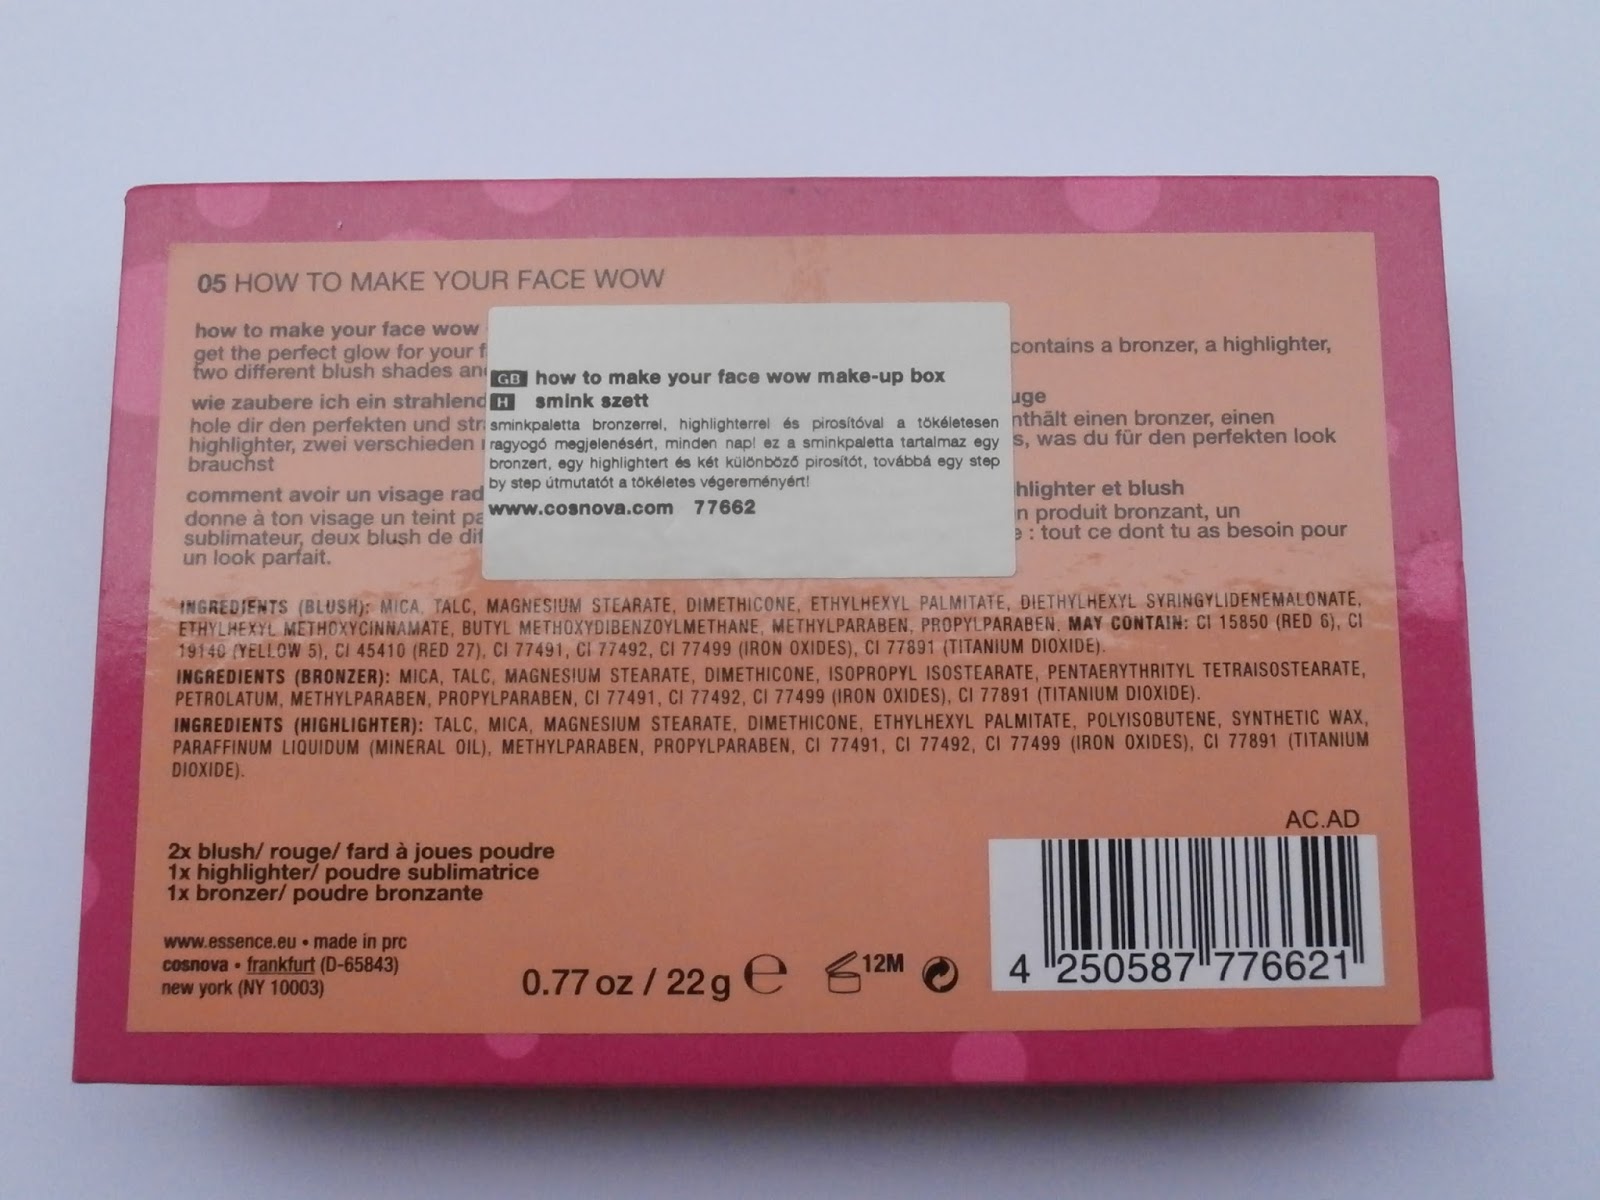 05 HOW TO MAKE YOUR FACE WOW
how to make your face wow
get the perfect glow for your contains a bronzer, a highlighter,
two different blush shades
wie zaubere ich ein strahlend
hole dir den perfekten und enthält einen bronzer, einen
highlighter, zwei verschieden was du für den perfekten look
brauchst
comment avoir un visage highlighter et blush
donne à ton visage un teint produit bronzant, un
sublimateur, deux blush de : tout ce dont tu as besoin pour
un look parfait.
GB how to make your face wow make-up box
H smink szett
sminkpaletta bronzerrel, highlighterrel és pirosítóval a tökéletesen
ragyogó megjelenésért, minden nap! ez a sminkpaletta tartalmaz egy
bronzert, egy highlightert és két különböző pirosítót, továbbá egy step
by step útmutatót a tökéletes végereményért!
www.cosnova.com 77662
INGREDIENTS (BLUSH): MICA, TALC, MAGNESIUM STEARATE, DIMETHICONE, ETHYLHEXYL PALMITATE, DIETHYLHEXYL SYRINGYLIDENEMALONATE,
ETHYLHEXYL METHOXYCINNAMATE, BUTYL METHOXYDIBENZOYLMETHANE, METHYLPARABEN, PROPYLPARABEN. MAY CONTAIN: CI 15850 (RED 6), CI
19140 (YELLOW 5), CI 45410 (RED 27), CI 77491, CI 77492, CI 77499 (IRON OXIDES), CI 77891 (TITANIUM DIOXIDE).
INGREDIENTS (BRONZER): MICA, TALC, MAGNESIUM STEARATE, DIMETHICONE, ISOPROPYL ISOSTEARATE, PENTAERYTHRITYL TETRAISOSTEARATE,
PETROLATUM, METHYLPARABEN, PROPYLPARABEN, CI 77491, CI 77492, CI 77499 (IRON OXIDES), CI 77891 (TITANIUM DIOXIDE).
INGREDIENTS (HIGHLIGHTER): TALC, MICA, MAGNESIUM STEARATE, DIMETHICONE, ETHYLHEXYL PALMITATE, POLYISOBUTENE, SYNTHETIC WAX,
PARAFFINUM LIQUIDUM (MINERAL OIL), METHYLPARABEN, PROPYLPARABEN, CI 77491, CI 77492, CI 77499 (IRON OXIDES), CI 77891 (TITANIUM
DIOXIDE).
2x blush/ rouge/ fard à joues poudre
1x highlighter/ poudre sublimatrice
1x bronzer/ poudre bronzante
www.essence.eu • made in prc
cosnova • frankfurt (D-65843)
new york (NY 10003)
0.77 oz / 22 g e 12M
AC.AD
4 250587 776621